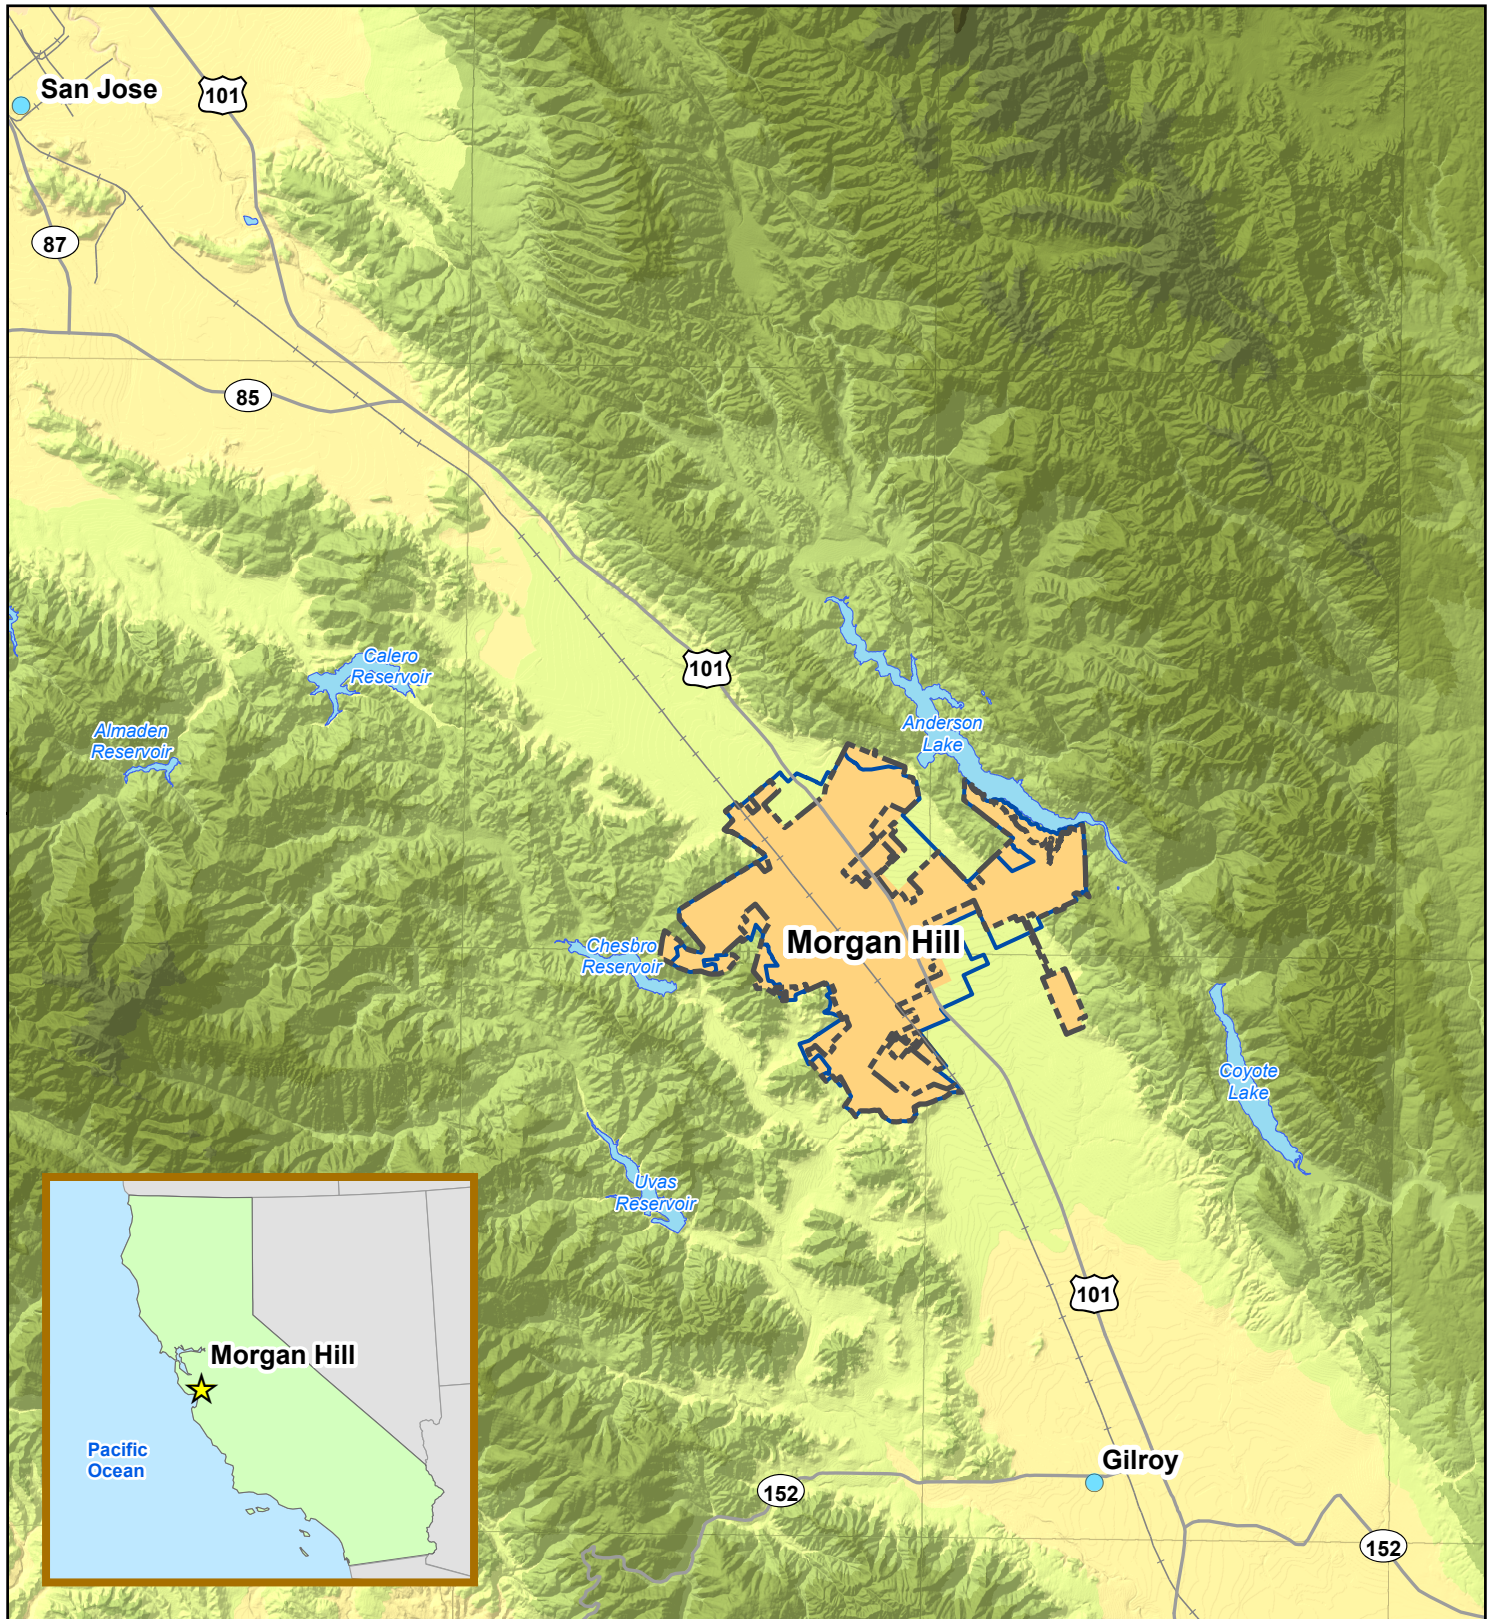 San Jose
101
87
85
101
Calero
Reservoir
Almaden
Reservoir
Anderson
Lake
Morgan Hill
Chesbro
Reservoir
Coyote
Lake
Uvas
Reservoir
101
Morgan Hill
Pacific
Ocean
Gilroy
152
152